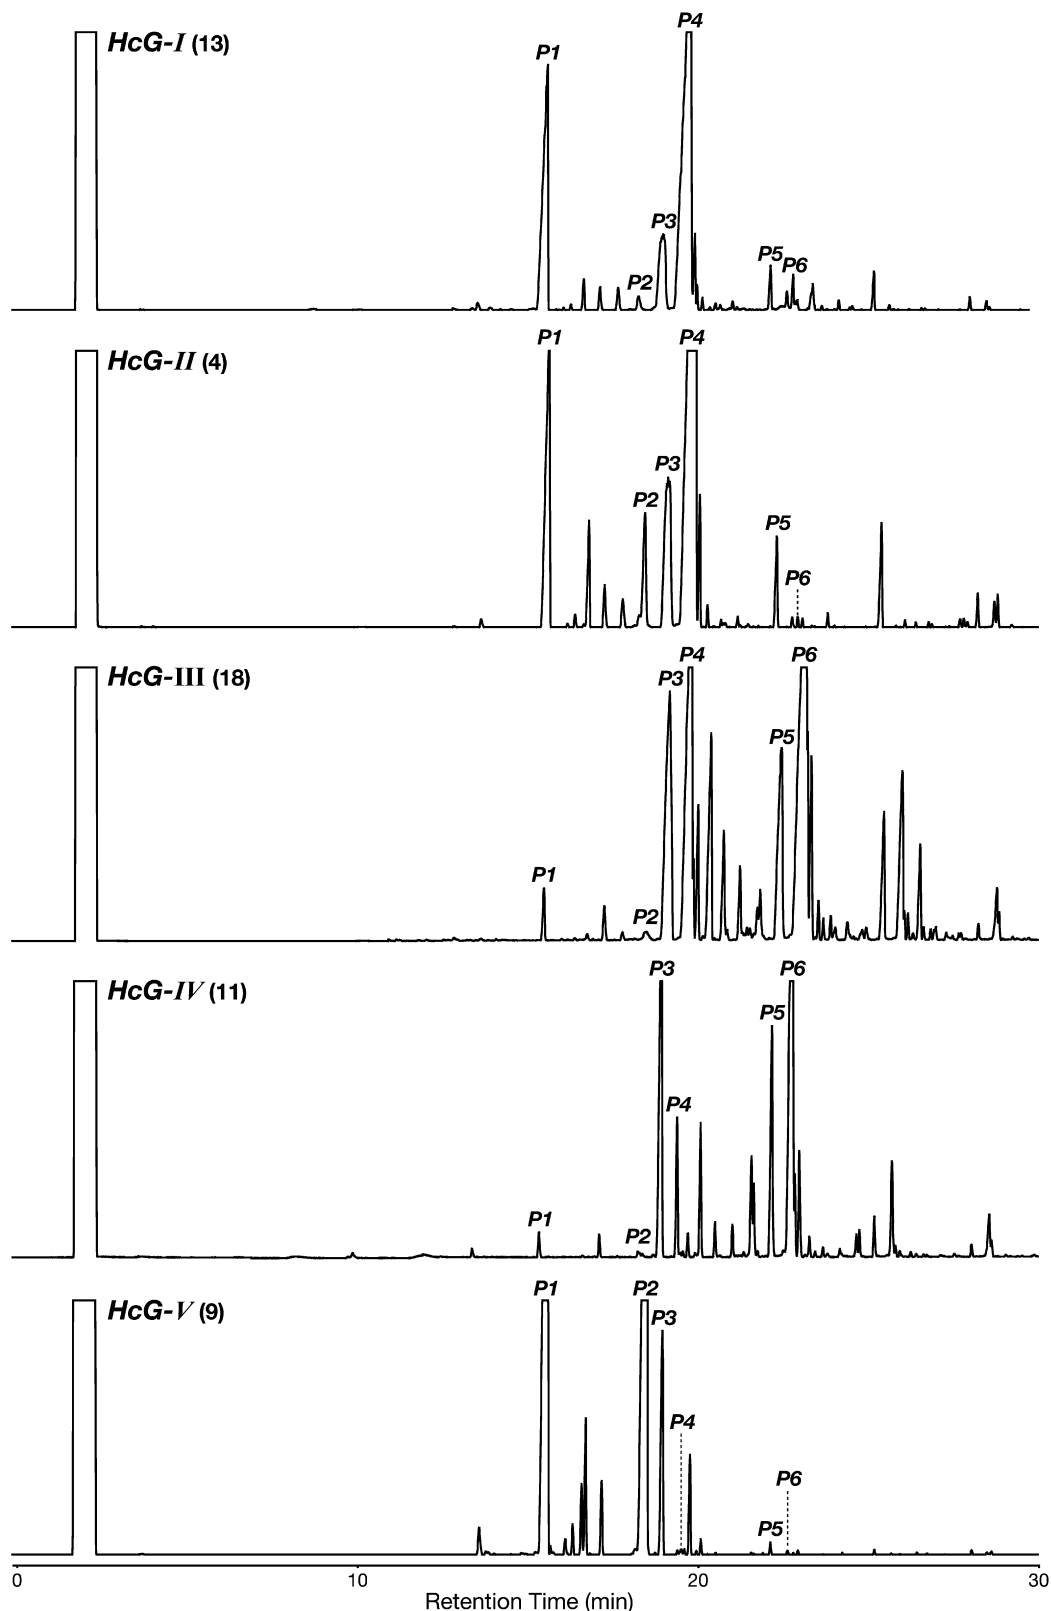 P4
HcG-I (13)
P1
P3
P5
P6
P2
P1
P4
HcG-II (4)
P3
P2
P5
P6
P4
P6
HcG-III (18)
P3
P5
P1
P2
P3
P6
HcG-IV (11)
P5
P4
P1
P2
P1
P2
HcG-V (9)
P3
P4
P6
P5
0 10 20 30
Retention Time (min)